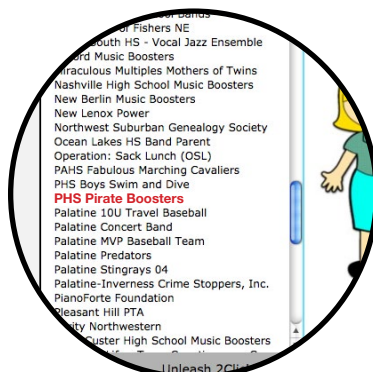 Bands
of Fishers NE
South HS - Vocal Jazz Ensemble
Music Boosters
Miraculous Multiples Mothers of Twins
Nashville High School Music Boosters
New Berlin Music Boosters
New Lenox Power
Northwest Suburban Genealogy Society
Ocean Lakes HS Band Parent
Operation: Sack Lunch (OSL)
PAHS Fabulous Marching Cavaliers
PHS Boys Swim and Dive
PHS Pirate Boosters
Palatine 10U Travel Baseball
Palatine Concert Band
Palatine MVP Baseball Team
Palatine Predators
Palatine Stingrays 04
Palatine-Inverness Crime Stoppers, Inc.
PianoForte Foundation
Pleasant Hill PTA
Northwestern
Custer High School Music Boosters
Unleash